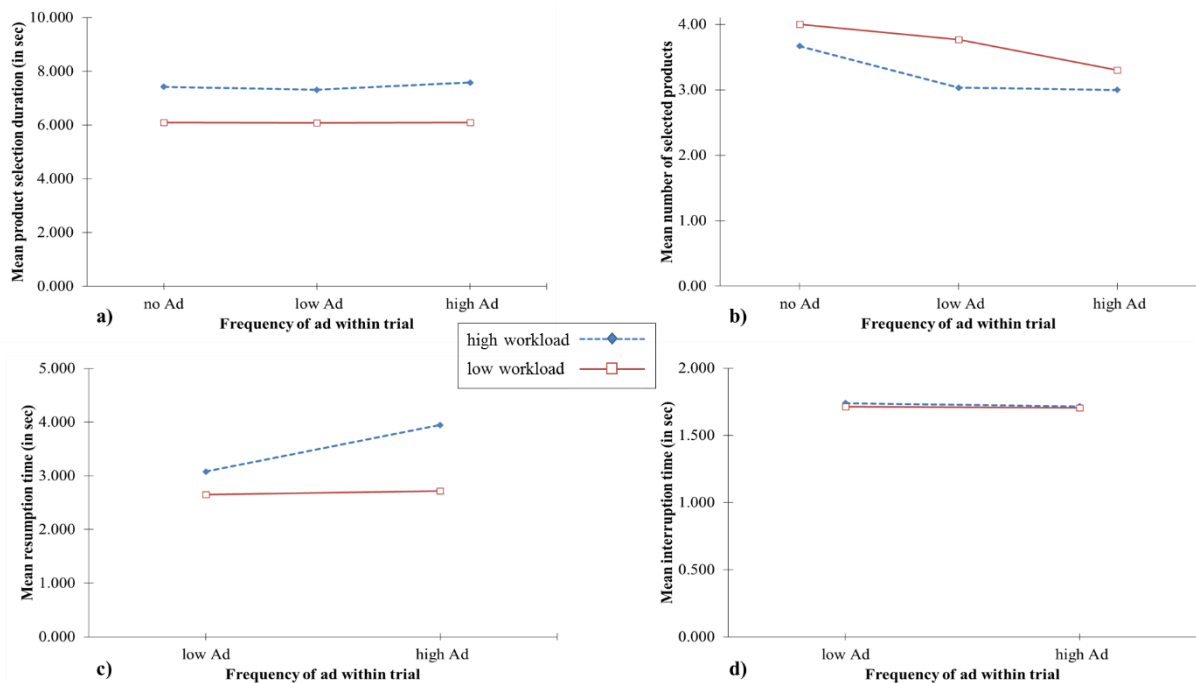 10.000
8.000
6.000
4.000
2.000
0.000
Mean product selection duration (in sec)
no Ad
low Ad
high Ad
a)
Frequency of ad within trial
4.00
3.00
2.00
1.00
0.00
Mean number of selected products
no Ad
low Ad
high Ad
b)
Frequency of ad within trial
high workload
low workload
5.000
4.000
3.000
2.000
1.000
0.000
Mean resumption time (in sec)
low Ad
high Ad
c)
Frequency of ad within trial
2.000
1.500
1.000
0.500
0.000
Mean interruption time (in sec)
low Ad
high Ad
d)
Frequency of ad within trial